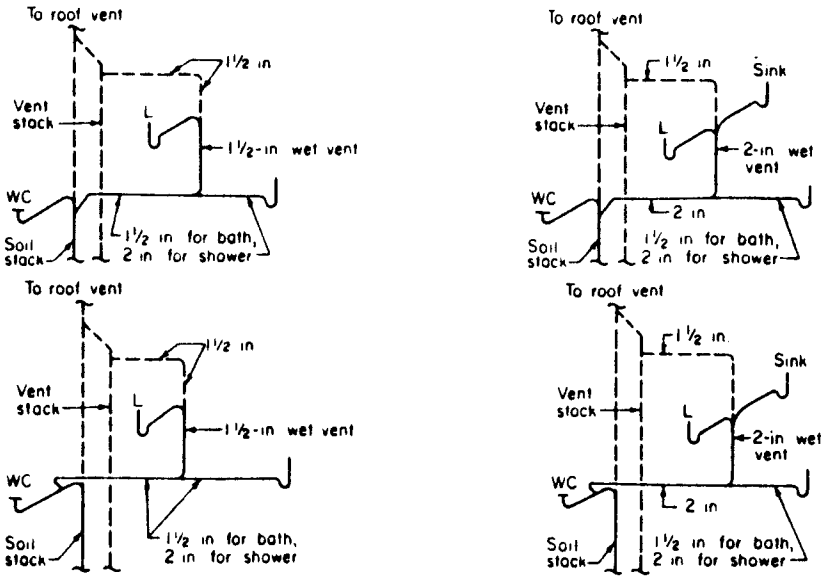 To roof vent
1½ in
Vent
stack
L
1½-in wet vent
WC
Soil
stack
1½ in for bath,
2 in for shower
To roof vent
1½ in
Sink
Vent
stack
L
2-in wet
vent
WC
2 in
Soil
stack
1½ in for bath,
2 in for shower
To roof vent
1½ in
Vent
stack
L
1½-in wet vent
WC
1½ in for bath,
2 in for shower
Soil
stack
To roof vent
1½ in.
Sink
Vent
stack
L
2-in wet
vent
WC
2 in
Soil
stack
1½ in for bath,
2 in for shower